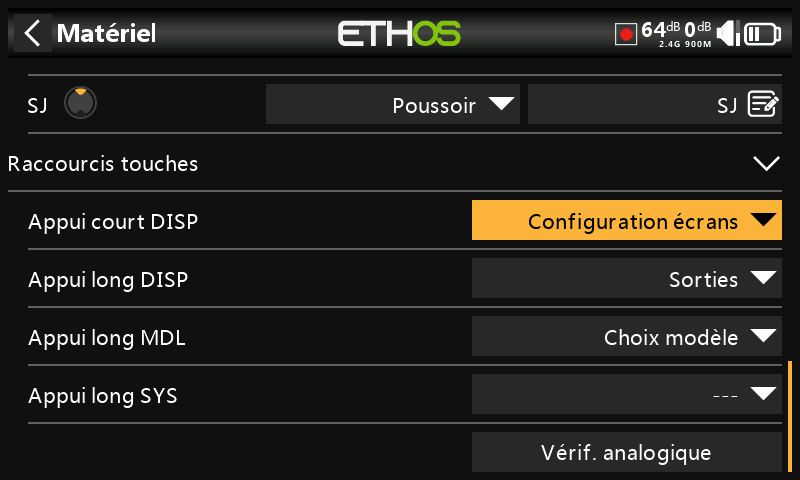 Matériel ETHOS 64dB 0dB
2.4G 900M
SJ Poussoir SJ
Raccourcis touches
Appui court DISP Configuration écrans
Appui long DISP Sorties
Appui long MDL Choix modèle
Appui long SYS ---
Vérif. analogique